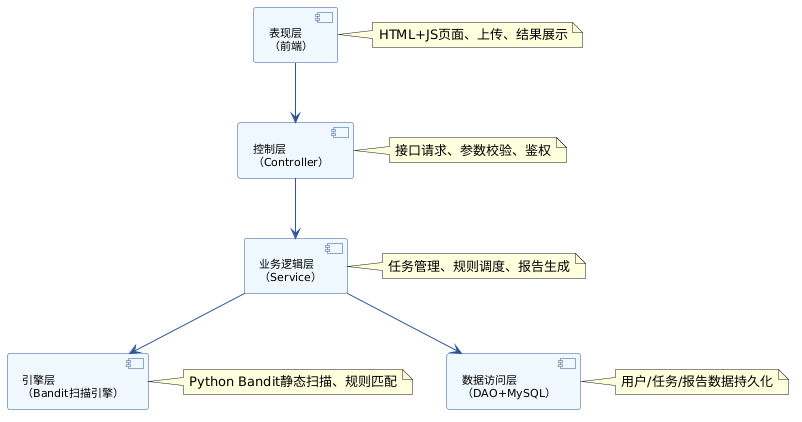 表现层
（前端）
HTML+JS页面、上传、结果展示
控制层
（Controller）
接口请求、参数校验、鉴权
业务逻辑层
（Service）
任务管理、规则调度、报告生成
引擎层
（Bandit扫描引擎）
Python Bandit静态扫描、规则匹配
数据访问层
（DAO+MySQL）
用户/任务/报告数据持久化